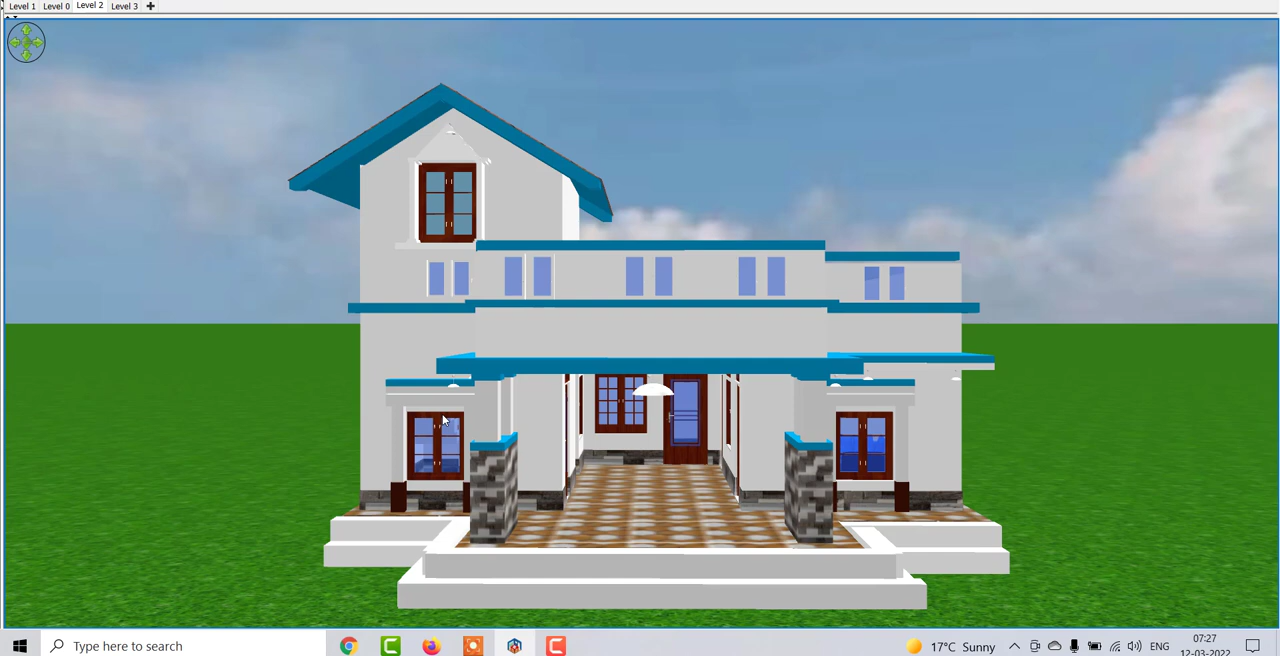 Level 1 Level 0 Level 2 Level 3
Type here to search
17°C Sunny
ENG
07:27
12-03-2022